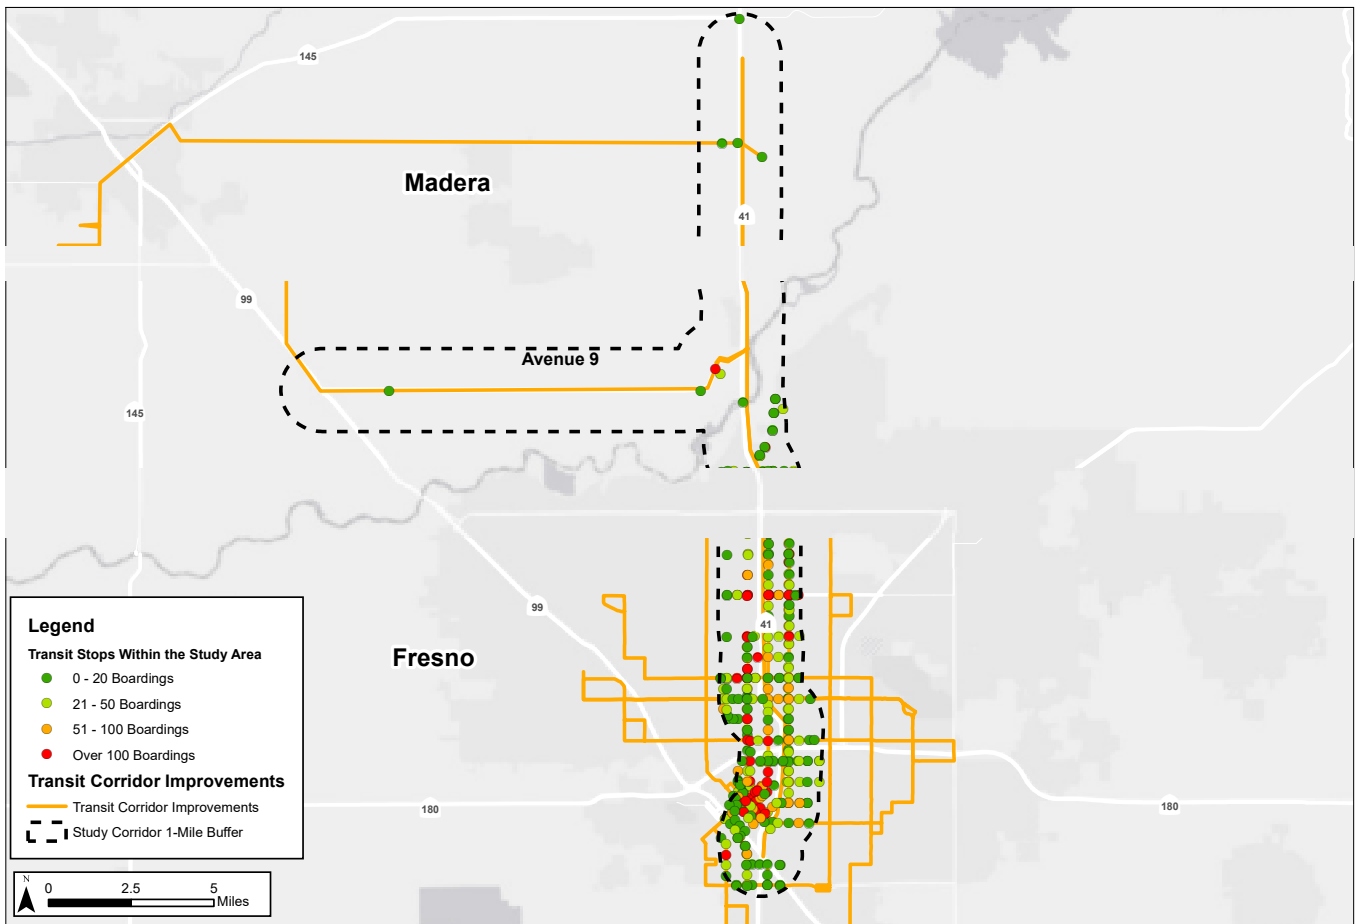 145
Madera
41
99
Avenue 9
145
99
41
Fresno
Legend
Transit Stops Within the Study Area
0 - 20 Boardings
21 - 50 Boardings
51 - 100 Boardings
Over 100 Boardings
Transit Corridor Improvements
Transit Corridor Improvements
Study Corridor 1-Mile Buffer
180
180
N
0 2.5 5
Miles